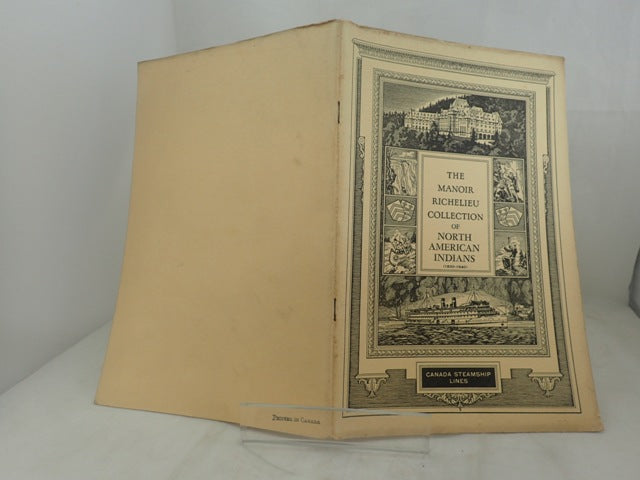 THE
MANOIR
RICHELIEU
COLLECTION
OF
NORTH
AMERICAN
INDIANS
CANADA STEAMSHIP
LINES
PRINTED IN CANADA